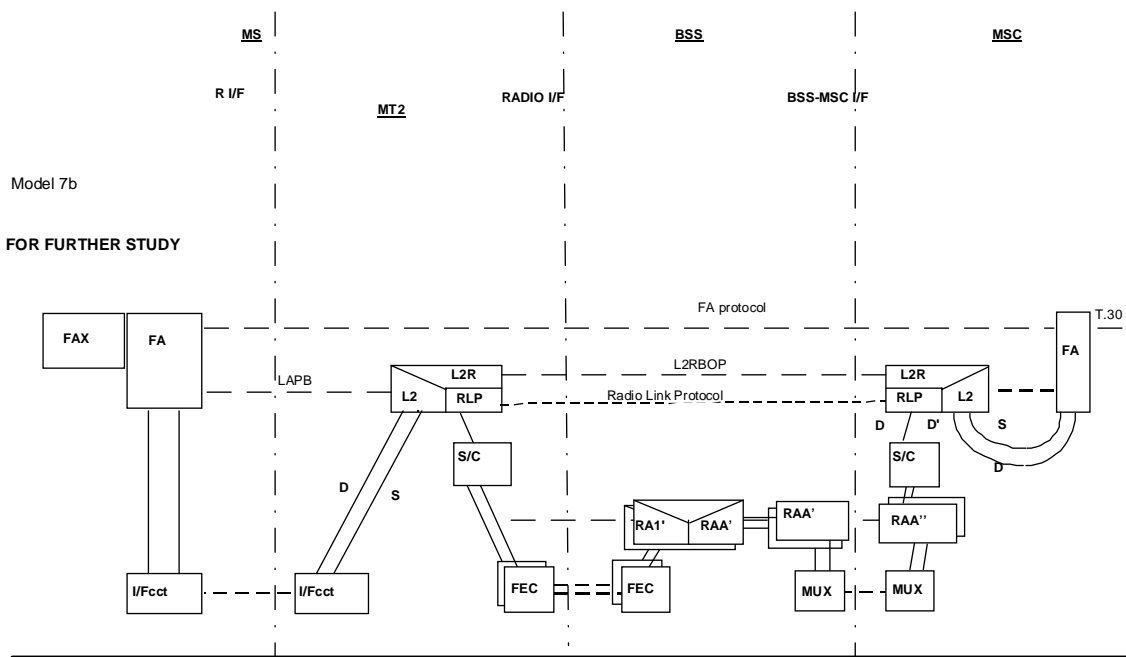 MS
BSS
MSC
R I/F
RADIO I/F
BSS-MSC I/F
MT2
Model 7b
FOR FURTHER STUDY
FA protocol
T.30
FAX
FA
FA
L2RBOP
L2R
L2R
LAPB
L2
RLP
Radio Link Protocol
RLP
L2
D
D'
S
S/C
S/C
D
D
S
RA1'
RAA'
RAA'
RAA''
I/Fcct
I/Fcct
FEC
FEC
MUX
MUX